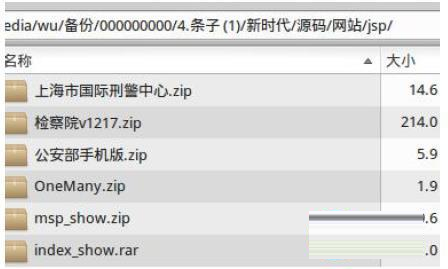 edia/wu/备份/000000000/4.条子 (1)/新时代/源码/网站/jsp/
名称 大小
上海市国际刑警中心.zip 14.6
检察院v1217.zip 214.0
公安部手机版.zip 5.9
OneMany.zip 1.9
msp_show.zip .6
index_show.rar .0